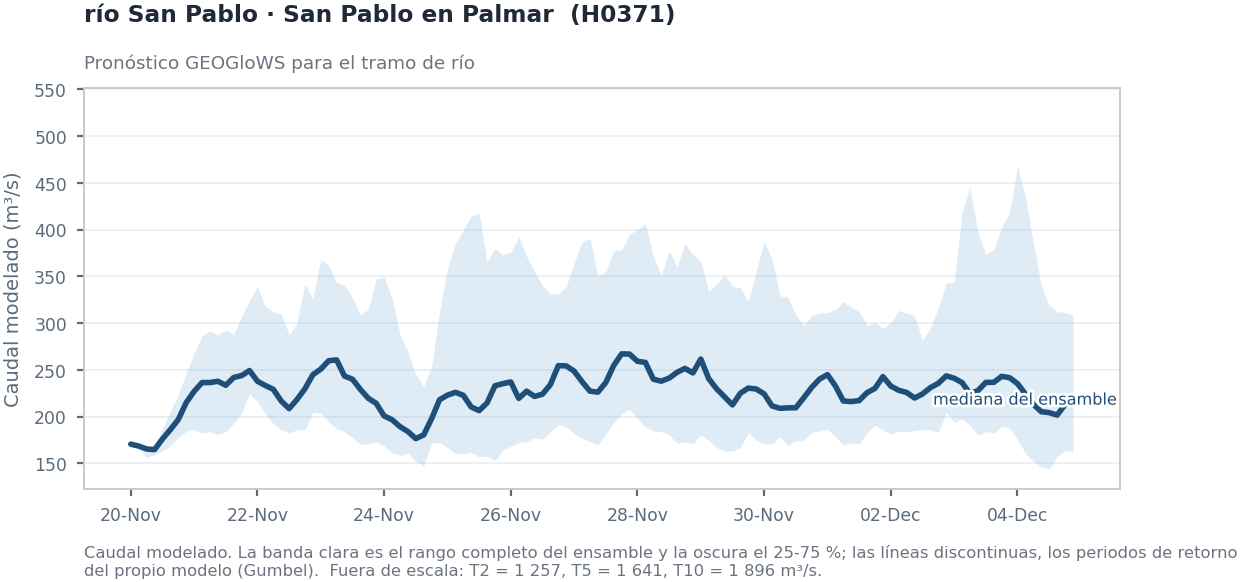 río San Pablo · San Pablo en Palmar (H0371)
Pronóstico GEOGloWS para el tramo de río
Caudal modelado (m³/s)
550
500
450
400
350
300
250
200
150
mediana del ensamble
20-Nov
22-Nov
24-Nov
26-Nov
28-Nov
30-Nov
02-Dec
04-Dec
Caudal modelado. La banda clara es el rango completo del ensamble y la oscura el 25-75 %; las líneas discontinuas, los periodos de retorno
del propio modelo (Gumbel). Fuera de escala: T2 = 1 257, T5 = 1 641, T10 = 1 896 m³/s.